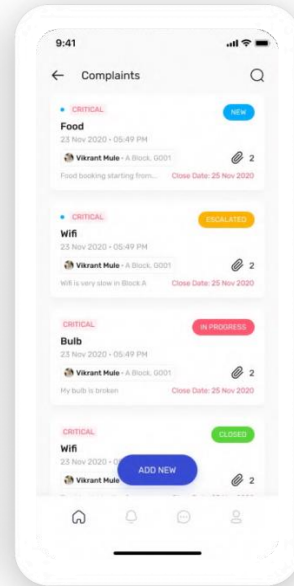 9:41
Complaints
CRITICAL
NEW
Food
23 Nov 2020 - 05:49 PM
Vikrant Mule - A Block, G001
2
Food booking starting from...
Close Date: 25 Nov 2020
CRITICAL
ESCALATED
Wifi
23 Nov 2020 - 05:49 PM
Vikrant Mule - A Block, G001
2
Wifi is very slow in Block A
Close Date: 25 Nov 2020
CRITICAL
IN PROGRESS
Bulb
23 Nov 2020 - 05:49 PM
Vikrant Mule - A Block, G001
2
My bulb is broken
Close Date: 25 Nov 2020
CRITICAL
CLOSED
Wifi
23 Nov 2020
ADD NEW
Vikrant Mule
2